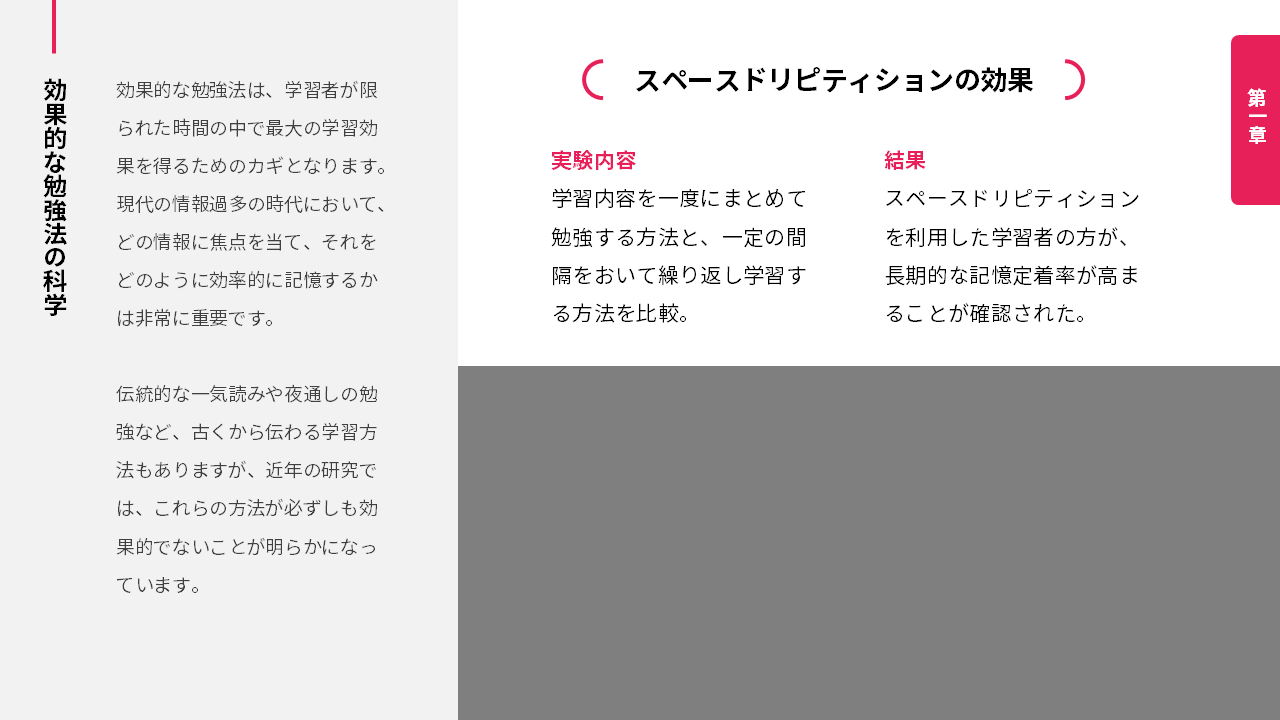 効果的な勉強法の科学
効果的な勉強法は、学習者が限
られた時間の中で最大の学習効
果を得るためのカギとなります。
現代の情報過多の時代において、
どの情報に焦点を当て、それを
どのように効率的に記憶するか
は非常に重要です。
伝統的な一気読みや夜通しの勉
強など、古くから伝わる学習方
法もありますが、近年の研究で
は、これらの方法が必ずしも効
果的でないことが明らかになっ
ています。
スペースドリピティションの効果
実験内容
学習内容を一度にまとめて
勉強する方法と、一定の間
隔をおいて繰り返し学習す
る方法を比較。
結果
スペースドリピティション
を利用した学習者の方が、
長期的な記憶定着率が高ま
ることが確認された。
第一章